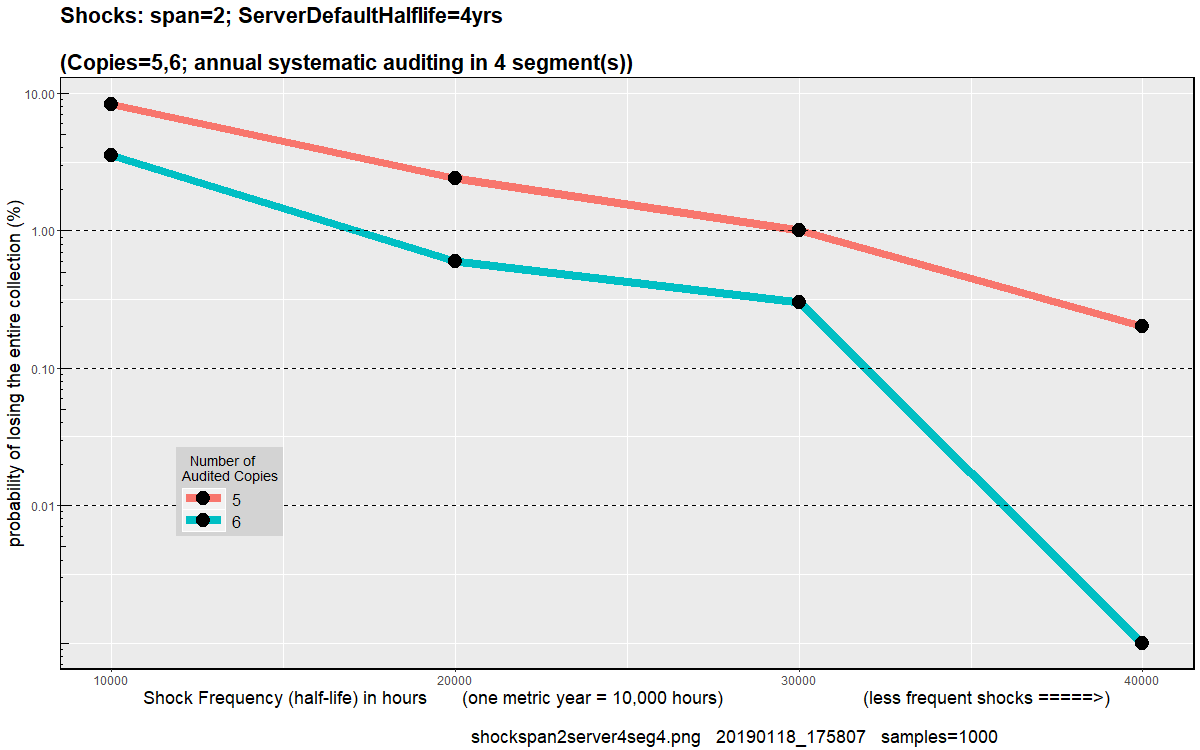 Shocks: span=2; ServerDefaultHalflife=4yrs
(Copies=5,6; annual systematic auditing in 4 segment(s))
probability of losing the entire collection (%)
10.00
1.00
0.10
0.01
Number of
Audited Copies
5
6
10000 20000 30000 40000
Shock Frequency (half-life) in hours (one metric year = 10,000 hours) (less frequent shocks =====>)
shockspan2server4seg4.png 20190118_175807 samples=1000